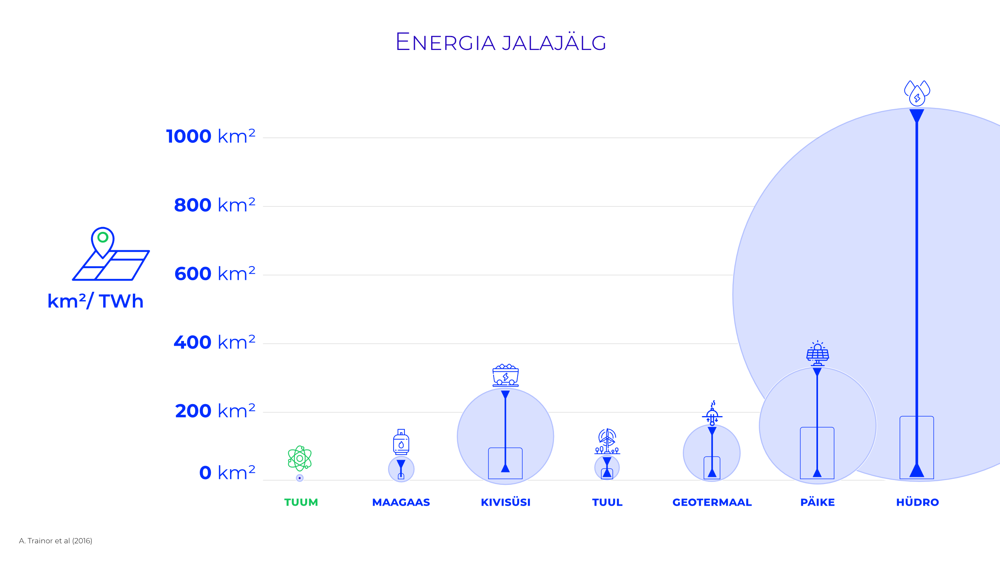 ENERGIA JALAJÄLG
1000 km²
800 km²
600 km²
km²/ TWh
400 km²
200 km²
0 km²
TUUM
MAAGAAS
KIVISÜSI
TUUL
GEOTERMAAL
PÄIKE
HÜDRO
A. Trainor et al (2016)